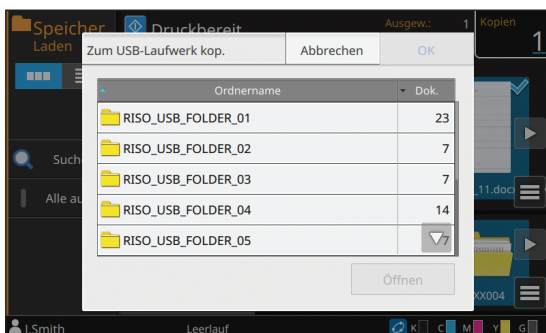 Speicher
Laden
Druckbereit
Ausgew.: 1
Kopien
1
Zum USB-Laufwerk kop.
Abbrechen
OK
Ordnername
Dok.
RISO_USB_FOLDER_01 23
RISO_USB_FOLDER_02 7
RISO_USB_FOLDER_03 7
RISO_USB_FOLDER_04 14
RISO_USB_FOLDER_05 7
Öffnen
Such
Alle au
_11.docx
XX004
J.Smith
Leerlauf
K C M Y G